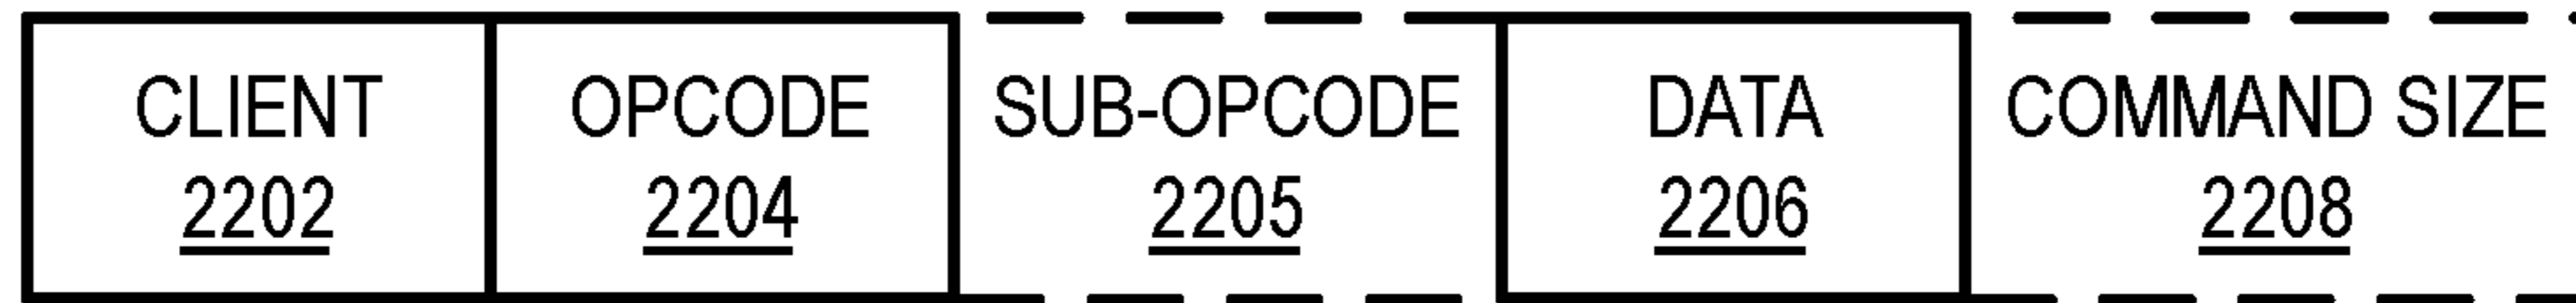 CLIENT
2202
OPCODE
2204
SUB-OPCODE
2205
DATA
2206
COMMAND SIZE
2208